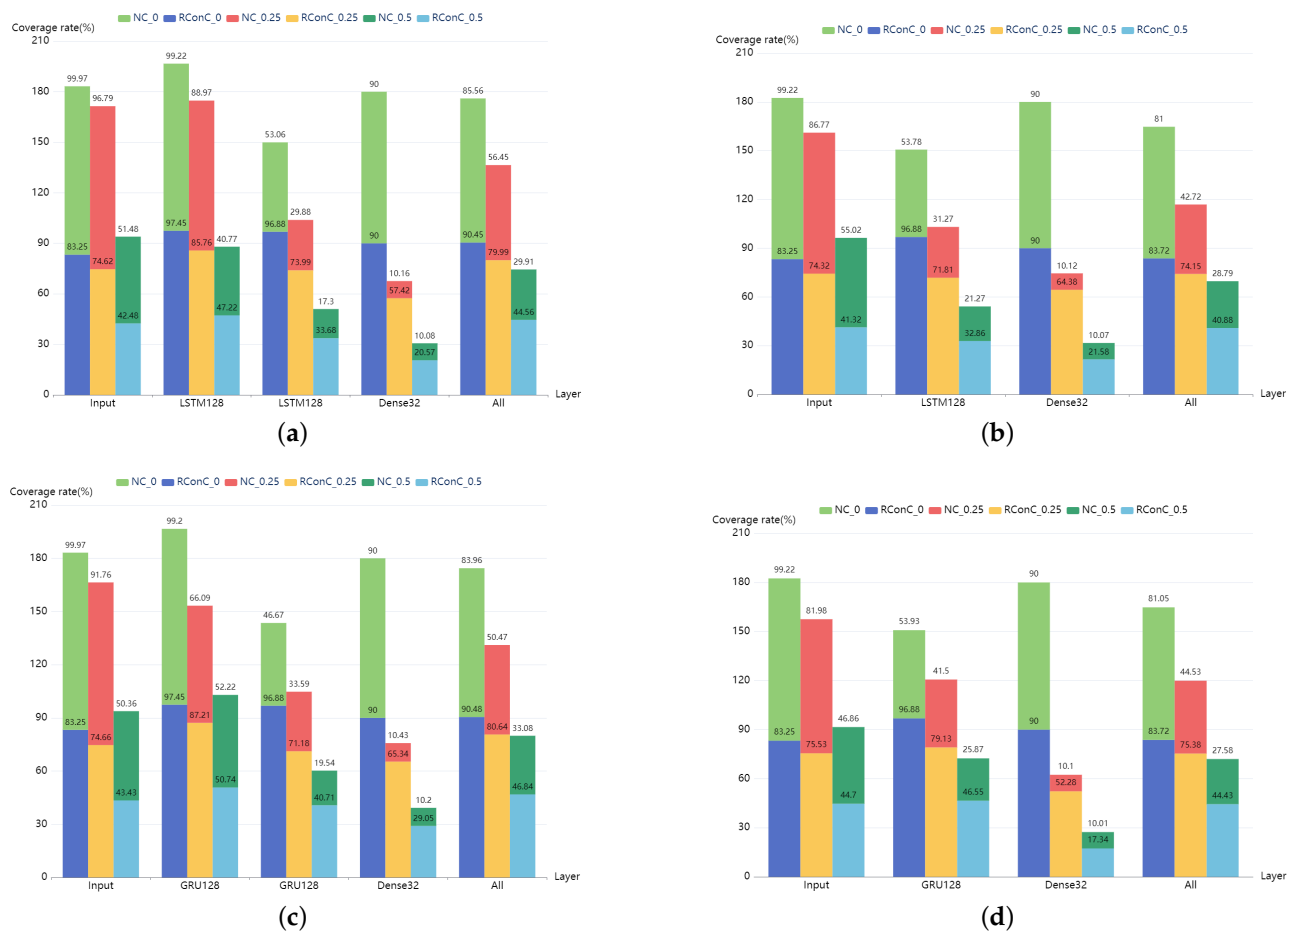 NC_0 RConC_0 NC_0.25 RConC_0.25 NC_0.5 RConC_0.5
Coverage rate(%)
210
180
150
120
90
60
30
0
99.97 96.79 51.48 83.25 74.62 42.48
99.22 88.97 40.77 97.45 85.76 47.22
53.06 29.88 17.3 96.88 73.99 33.68
90 10.16 10.08 90 57.42 20.57
85.56 56.45 29.91 90.45 79.99 44.56
Input LSTM128 LSTM128 Dense32 All Layer
(a)
NC_0 RConC_0 NC_0.25 RConC_0.25 NC_0.5 RConC_0.5
Coverage rate(%)
210
180
150
120
90
60
30
0
99.22 86.77 55.02 83.25 74.32 41.32
53.78 31.27 21.27 96.88 71.81 32.86
90 10.12 10.07 90 64.38 21.58
81 42.72 28.79 83.72 74.15 40.88
Input LSTM128 Dense32 All Layer
(b)
NC_0 RConC_0 NC_0.25 RConC_0.25 NC_0.5 RConC_0.5
Coverage rate(%)
210
180
150
120
90
60
30
0
99.97 91.76 50.36 83.25 74.66 43.43
99.2 66.09 52.22 97.45 87.21 50.74
46.67 33.59 19.54 96.88 71.18 40.71
90 10.43 10.2 90 65.34 29.05
83.96 50.47 33.08 90.48 80.64 46.84
Input GRU128 GRU128 Dense32 All Layer
(c)
NC_0 RConC_0 NC_0.25 RConC_0.25 NC_0.5 RConC_0.5
Coverage rate(%)
210
180
150
120
90
60
30
0
99.22 81.98 46.86 83.25 75.53 44.7
53.93 41.5 25.87 96.88 79.13 46.55
90 10.1 10.01 90 52.28 17.34
81.05 44.53 27.58 83.72 75.38 44.43
Input GRU128 Dense32 All Layer
(d)